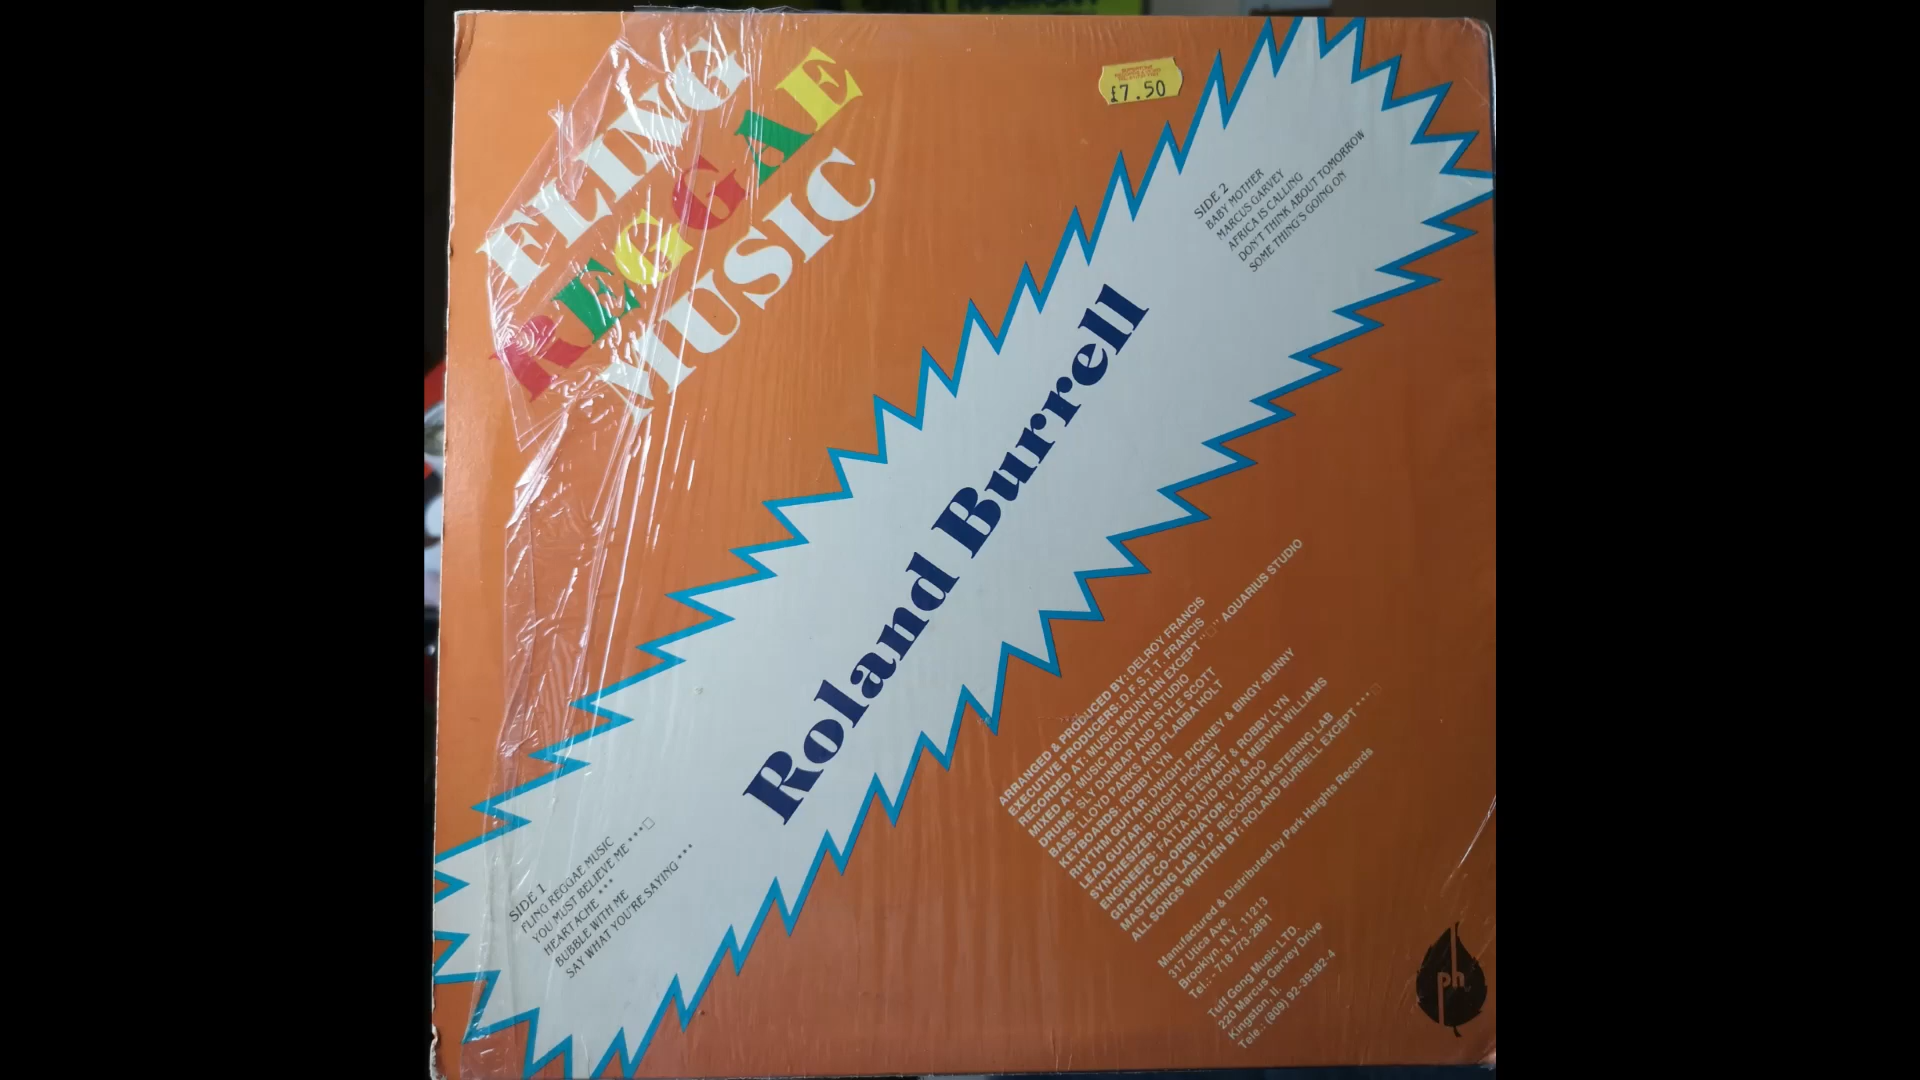 FLING
REGGAE
MUSIC
£7.50
SIDE 2
BABY MOTHER
MARCUS GARVEY
AFRICA IS CALLING
DON'T THINK ABOUT TOMORROW
SOME THING'S GOING ON
Roland Burrell
SIDE 1
FLING REGGAE MUSIC
YOU MUST BELIEVE ME ***□
HEART ACHE ***
BUBBLE WITH ME
SAY WHAT YOU'RE SAYING ***
ARRANGED & PRODUCED BY: DELROY FRANCIS
EXECUTIVE PRODUCERS: D.F.S.T.T. FRANCIS
RECORDED AT: MUSIC MOUNTAIN EXCEPT "□" AQUARIUS STUDIO
MIXED AT: MUSIC MOUNTAIN STUDIO
DRUMS: SLY DUNBAR AND STYLE SCOTT
BASS: LLOYD PARKS AND FLABBA HOLT
KEYBOARDS: ROBBY LYN
RHYTHM GUITAR: DWIGHT PICKNEY & BINGY-BUNNY
LEAD GUITAR: DWIGHT PICKNEY
SYNTHESIZER: OWEN STEWART & ROBBY LYN
ENGINEERS: FATTA-DAVID ROW & MERVIN WILLIAMS
GRAPHIC CO-ORDINATOR: V. LINDO
MASTERING LAB: V.P. RECORDS MASTERING LAB
ALL SONGS WRITTEN BY: ROLAND BURRELL EXCEPT ***□
Manufactured & Distributed by Park Heights Records
317 Utica Ave.
Brooklyn, N.Y. 11213
Tel.: - 718 773-2891
Tuff Gong Music LTD.
220 Marcus Garvey Drive
Kingston, II.
Tele.: (809) 92-39382-4
ph